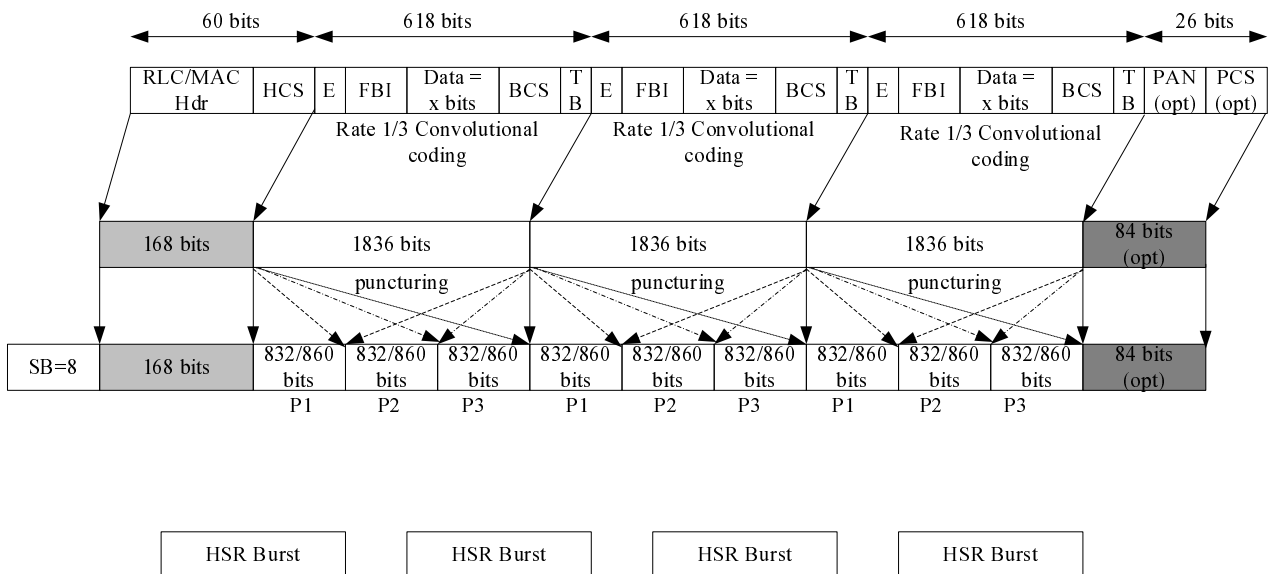 60 bits
618 bits
618 bits
618 bits
26 bits
RLC/MAC
Hdr
HCS
E
FBI
Data =
x bits
BCS
T
B
E
FBI
Data =
x bits
BCS
T
B
E
FBI
Data =
x bits
BCS
T
B
PAN
(opt)
PCS
(opt)
Rate 1/3 Convolutional
coding
Rate 1/3 Convolutional
coding
Rate 1/3 Convolutional
coding
168 bits
1836 bits
1836 bits
1836 bits
84 bits
(opt)
puncturing
puncturing
puncturing
SB=8
168 bits
832/860
bits
832/860
bits
832/860
bits
832/860
bits
832/860
bits
832/860
bits
832/860
bits
832/860
bits
832/860
bits
84 bits
(opt)
P1
P2
P3
P1
P2
P3
P1
P2
P3
HSR Burst
HSR Burst
HSR Burst
HSR Burst